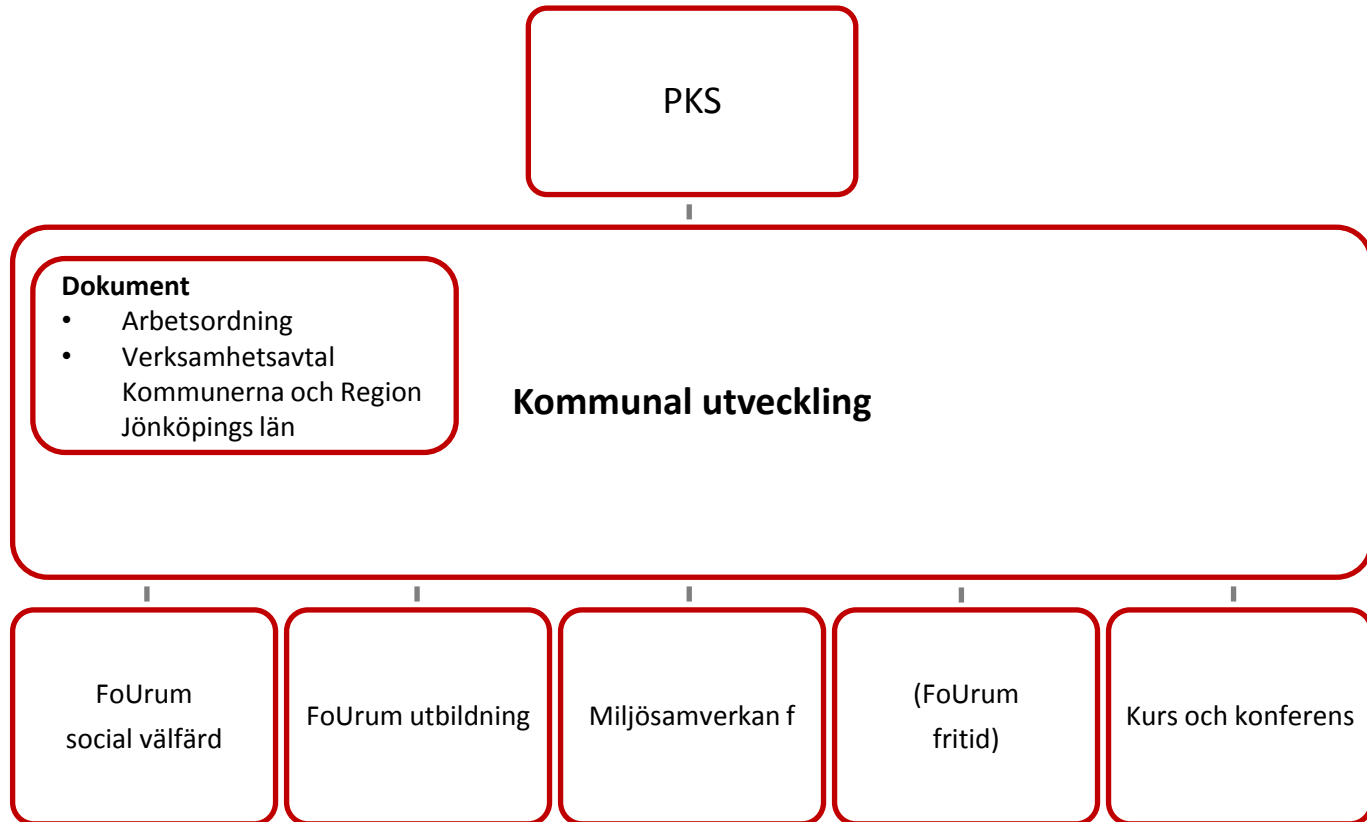 PKS
Dokument
• Arbetsordning
• Verksamhetsavtal
Kommunerna och Region
Jönköpings län
Kommunal utveckling
FoUrum
social välfärd
FoUrum utbildning
Miljösamverkan f
(FoUrum
fritid)
Kurs och konferens